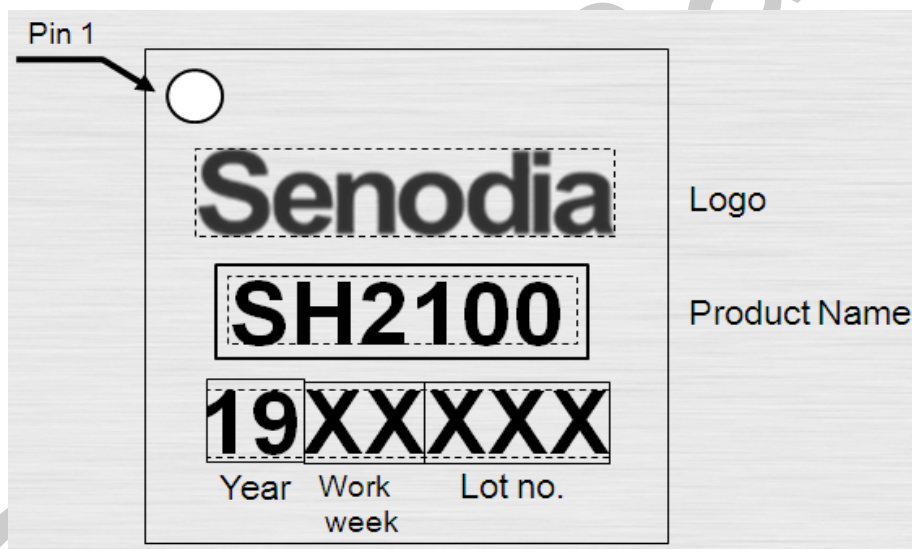 Pin 1
Senodia
Logo
SH2100
Product Name
19XXXXX
Year Work week Lot no.